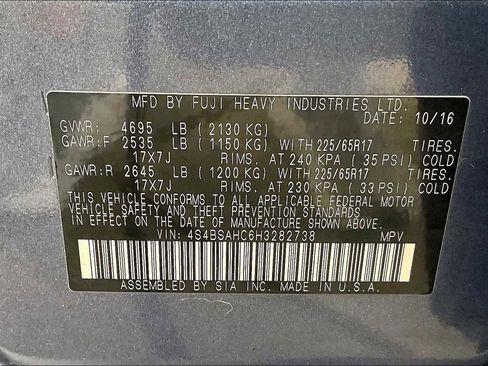 MFD BY FUJI HEAVY INDUSTRIES LTD.
DATE: 10/16
GVWR: 4695 LB ( 2130 KG)
GAWR:F 2535 LB ( 1150 KG) WITH 225/65R17 TIRES.
17X7J RIMS. AT 240 KPA ( 35 PSI) COLD
GAWR:R 2645 LB ( 1200 KG) WITH 225/65R17 TIRES.
17X7J RIMS. AT 230 KPA ( 33 PSI) COLD
THIS VEHICLE CONFORMS TO ALL APPLICABLE FEDERAL MOTOR
VEHICLE SAFETY AND THEFT PREVENTION STANDARDS IN
EFFECT ON THE DATE OF MANUFACTURE SHOWN ABOVE.
VIN: 4S4BSAHC6H3282738 MPV
ASSEMBLED BY SIA INC. MADE IN U.S.A.